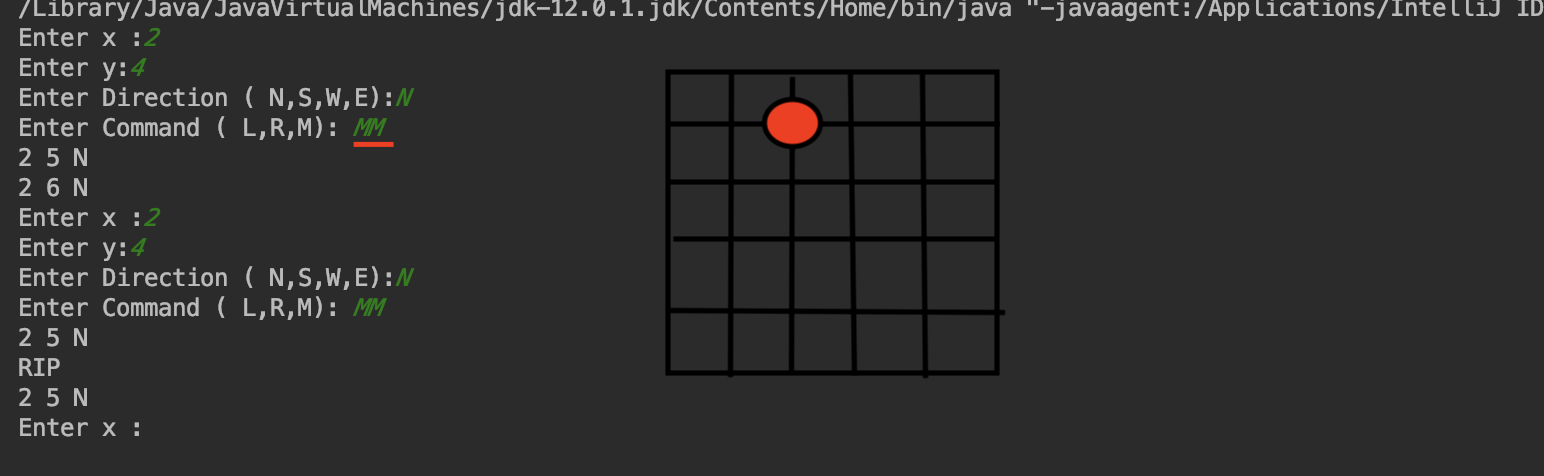 /Library/Java/JavaVirtualMachines/jdk-12.0.1.jdk/Contents/Home/bin/java "-javaagent:/Applications/IntelliJ ID
Enter x :2
Enter y:4
Enter Direction ( N,S,W,E):N
Enter Command ( L,R,M): MM
2 5 N
2 6 N
Enter x :2
Enter y:4
Enter Direction ( N,S,W,E):N
Enter Command ( L,R,M): MM
2 5 N
RIP
2 5 N
Enter x :